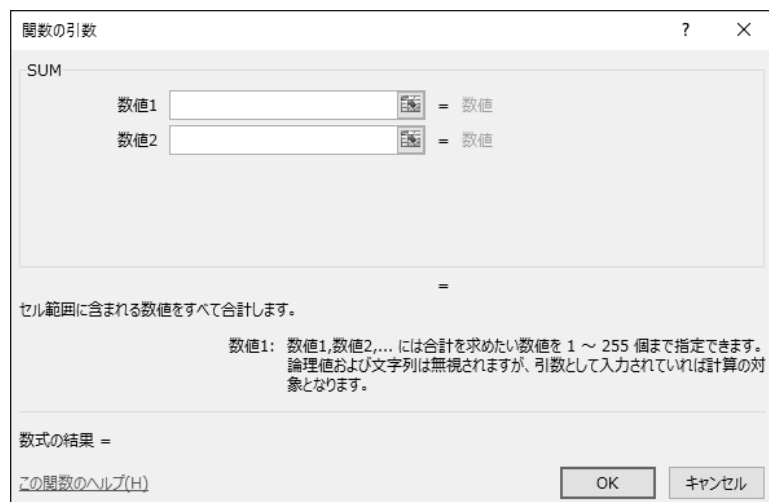 関数の引数 ?
SUM
数値1 = 数値
数値2 = 数値
=
セル範囲に含まれる数値をすべて合計します。
数値1: 数値1,数値2,... には合計を求めたい数値を 1 ～ 255 個まで指定できます。
論理値および文字列は無視されますが、引数として入力されていれば計算の対
象となります。
数式の結果 =
この関数のヘルプ(H) OK キャンセル